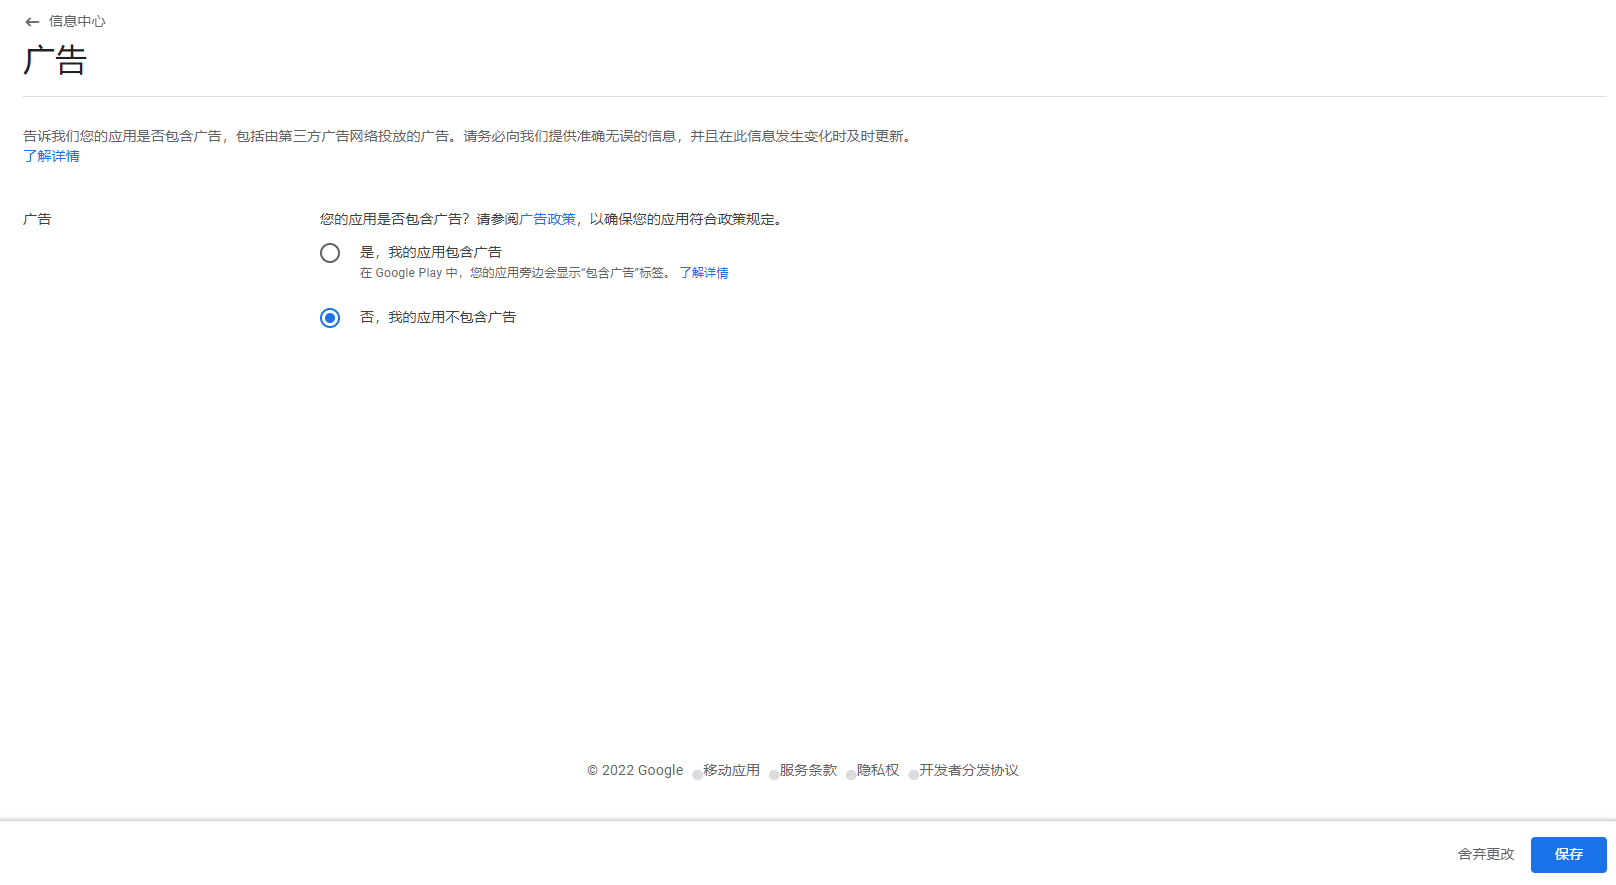 信息中心
广告
告诉我们您的应用是否包含广告，包括由第三方广告网络投放的广告。请务必向我们提供准确无误的信息，并且在此信息发生变化时及时更新。
了解详情
广告
您的应用是否包含广告？请参阅广告政策，以确保您的应用符合政策规定。
是，我的应用包含广告
在 Google Play 中，您的应用旁边会显示“包含广告”标签。 了解详情
否，我的应用不包含广告
© 2022 Google 移动应用 服务条款 隐私权 开发者分发协议
舍弃更改 保存